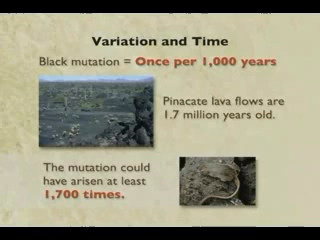 Variation and Time
Black mutation = Once per 1,000 years
Pinacate lava flows are
1.7 million years old.
The mutation could
have arisen at least
1,700 times.